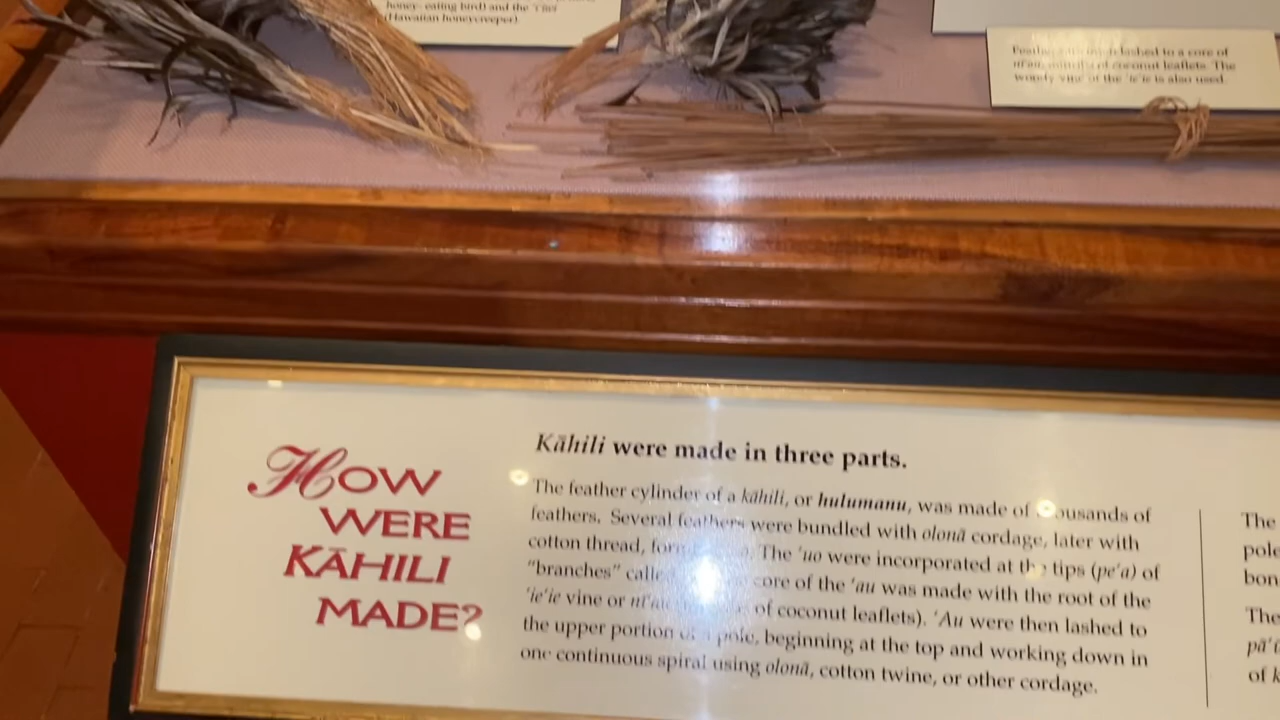 honey- eating bird) and the
(Hawaiian honeycreeper).
lashed to a core of
of coconut leaflets. The
woody vine of the 'ie'ie is also used.
HOW
WERE
KĀHILI
MADE?
Kāhili were made in three parts.
The feather cylinder of a kāhili, or hulumanu, was made of thousands of
feathers. Several feathers were bundled with olonā cordage, later with
cotton thread, The 'uo were incorporated at the tips (pe'a) of
"branches" core of the 'au was made with the root of the
'ie'ie vine or of coconut leaflets). 'Au were then lashed to
the upper portion of a pole, beginning at the top and working down in
one continuous spiral using olonā, cotton twine, or other cordage.
The
pole
bon
The
of k